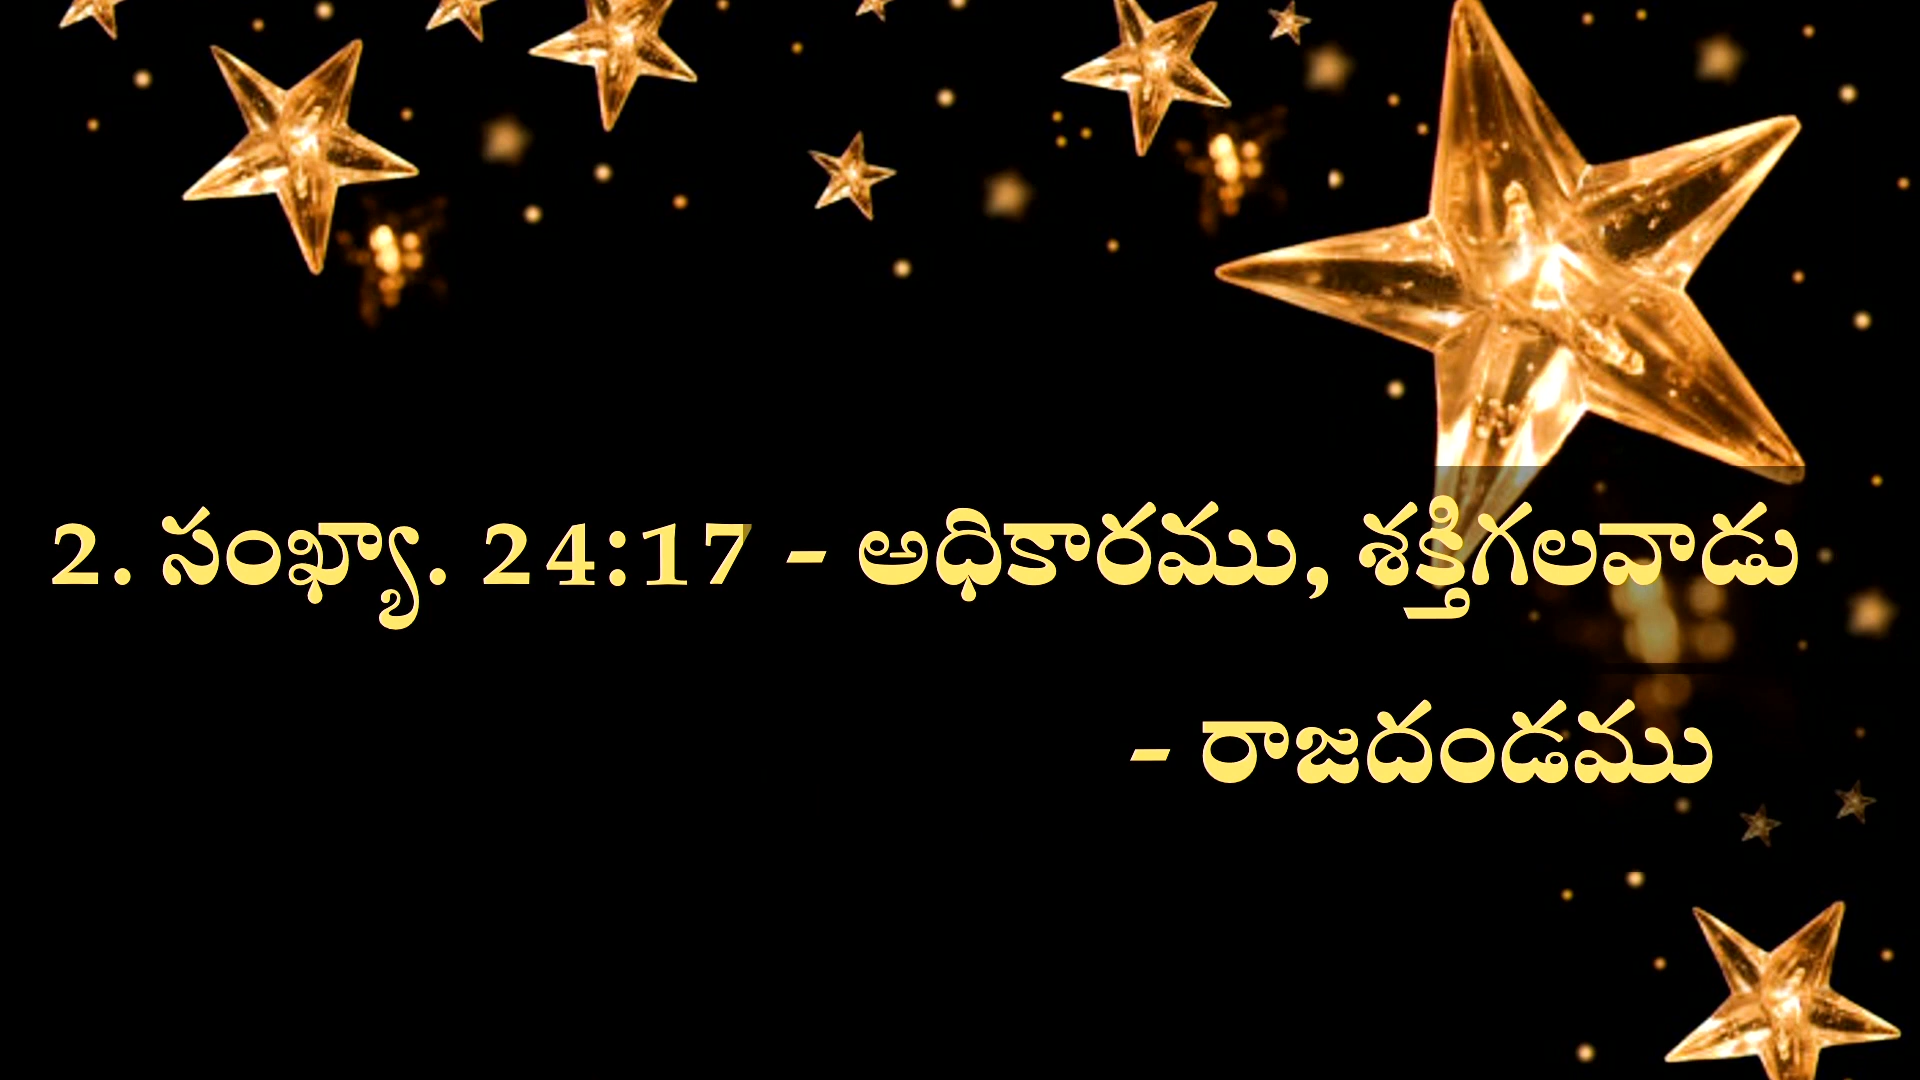 2. సంఖ్యా. 24:17 - అధికారము, శక్తిగలవాడు
- రాజదండము